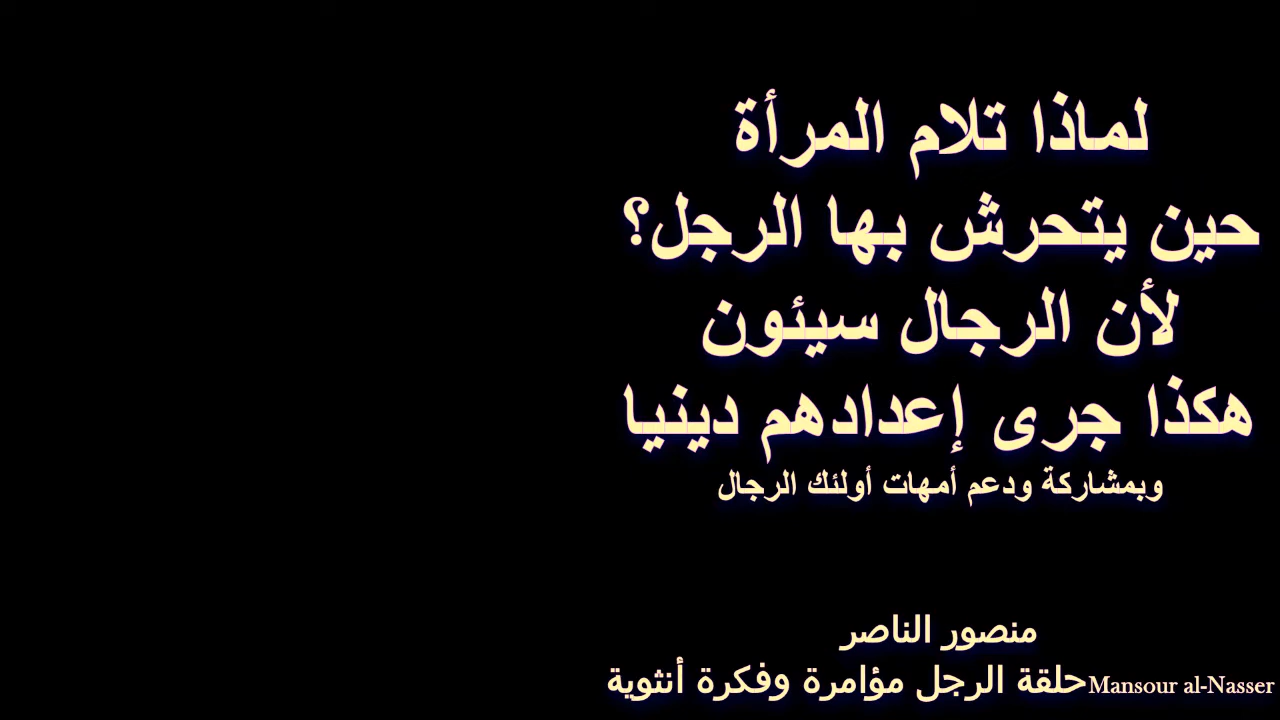 لماذا تلام المرأة
حين يتحرش بها الرجل؟
لأن الرجال سيئون
هكذا جرى إعدادهم دينيا
وبمشاركة ودعم أمهات أولئك الرجال
منصور الناصر
حلقة الرجل مؤامرة وفكرة أنثوية Mansour al-Nasser